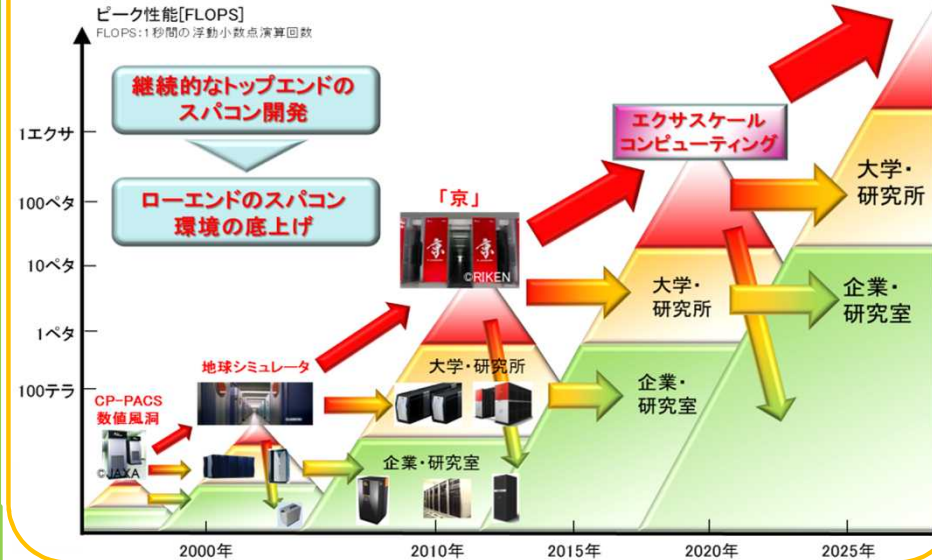 ピーク性能[FLOPS]
FLOPS:1秒間の浮動小数点演算回数
継続的なトップエンドの
スパコン開発
ローエンドのスパコン
環境の底上げ
1エクサ
100ペタ
10ペタ
1ペタ
100テラ
CP-PACS
数値風洞
©JAXA
地球シミュレータ
「京」
京
京
©RIKEN
エクサスケール
コンピューティング
大学・研究所
企業・研究室
大学・
研究所
企業・
研究室
大学・
研究所
企業・
研究室
2000年
2010年
2015年
2020年
2025年